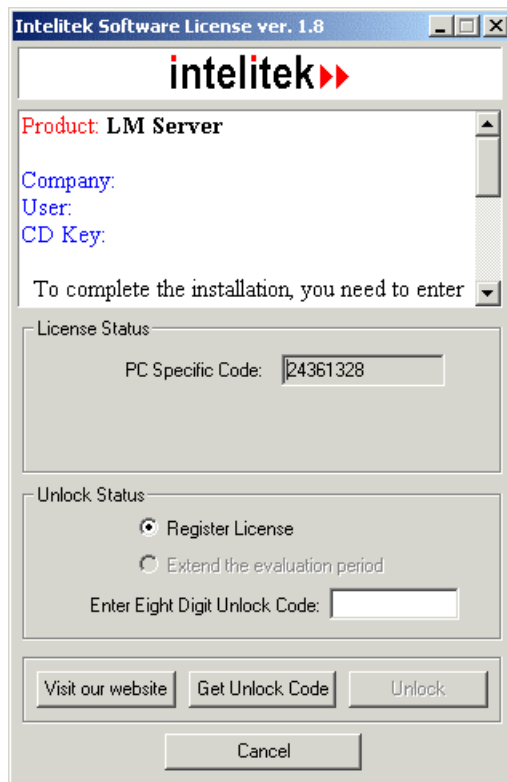 Intelitek Software License ver. 1.8
intelitek
Product: LM Server
Company:
User:
CD Key:
To complete the installation, you need to enter
License Status
PC Specific Code: 24361328
Unlock Status
Register License
Extend the evaluation period
Enter Eight Digit Unlock Code:
Visit our website Get Unlock Code Unlock
Cancel